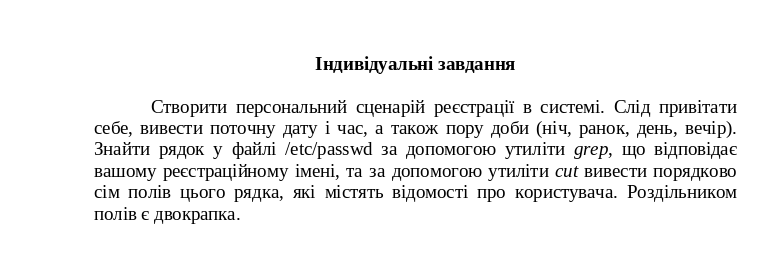 Індивідуальні завдання
Створити персональний сценарій реєстрації в системі. Слід привітати
себе, вивести поточну дату і час, а також пору доби (ніч, ранок, день, вечір).
Знайти рядок у файлі /etc/passwd за допомогою утиліти grep, що відповідає
вашому реєстраційному імені, та за допомогою утиліти cut вивести порядково
сім полів цього рядка, які містять відомості про користувача. Роздільником
полів є двокрапка.